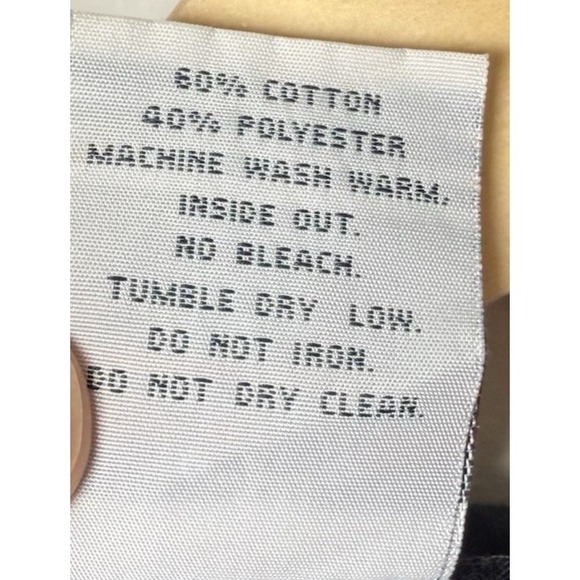 60% COTTON
40% POLYESTER
MACHINE WASH WARM.
INSIDE OUT.
NO BLEACH.
TUMBLE DRY LOW.
DO NOT IRON.
DO NOT DRY CLEAN.